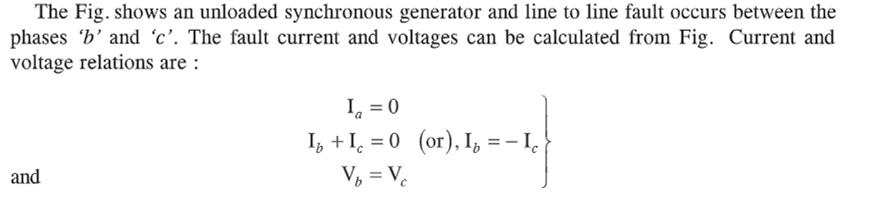 The Fig. shows an unloaded synchronous generator and line to line fault occurs between the
phases ‘b’ and ‘c’. The fault current and voltages can be calculated from Fig. Current and
voltage relations are :
I_a = 0
I_b + I_c = 0 (or), I_b = – I_c
and V_b = V_c